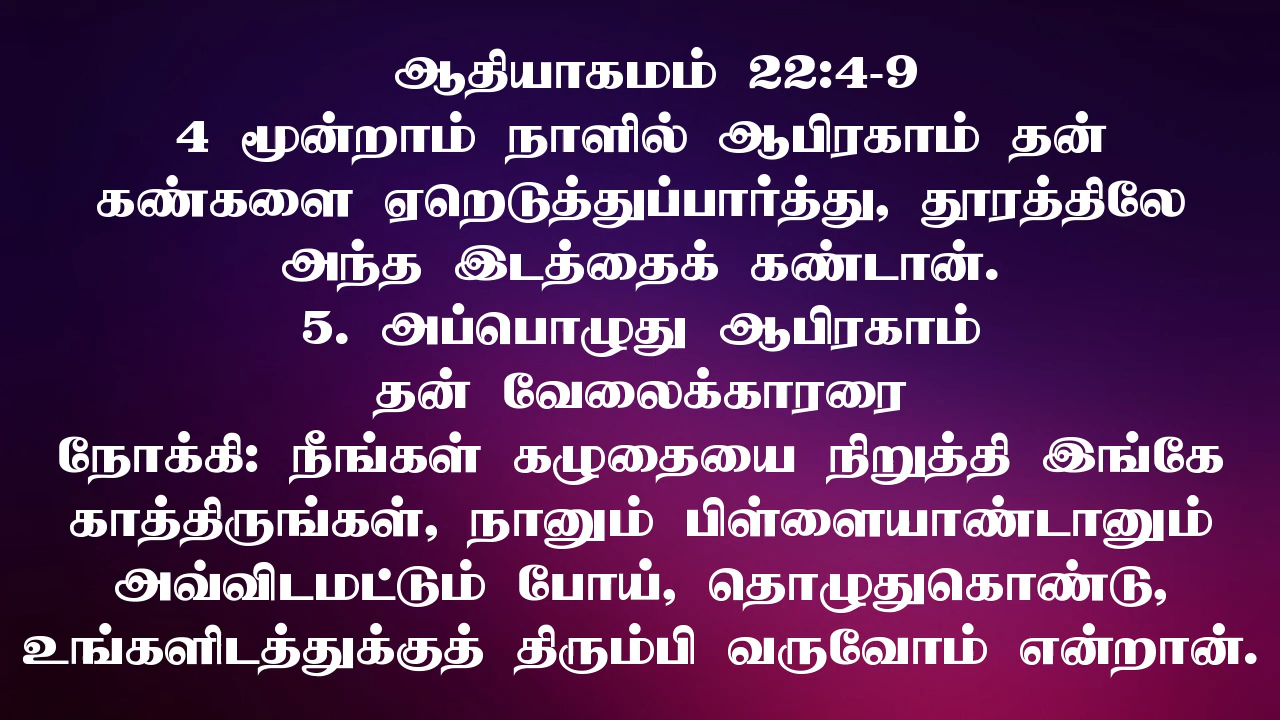 ஆதியாகமம் 22:4-9
4 மூன்றாம் நாளில் ஆபிரகாம் தன்
கண்களை ஏறெடுத்துப்பார்த்து, தூரத்திலே
அந்த இடத்தைக் கண்டான்.
5. அப்பொழுது ஆபிரகாம்
தன் வேலைக்காரரை
நோக்கி: நீங்கள் கழுதையை நிறுத்தி இங்கே
காத்திருங்கள், நானும் பிள்ளையாண்டானும்
அவ்விடமட்டும் போய், தொழுதுகொண்டு,
உங்களிடத்துக்குத் திரும்பி வருவோம் என்றான்.